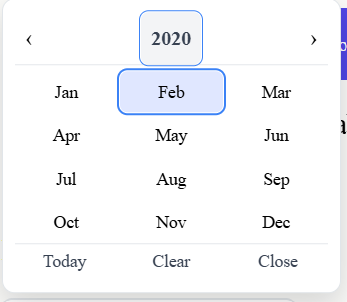 ‹ 2020 ›
Jan Feb Mar
Apr May Jun
Jul Aug Sep
Oct Nov Dec
Today Clear Close